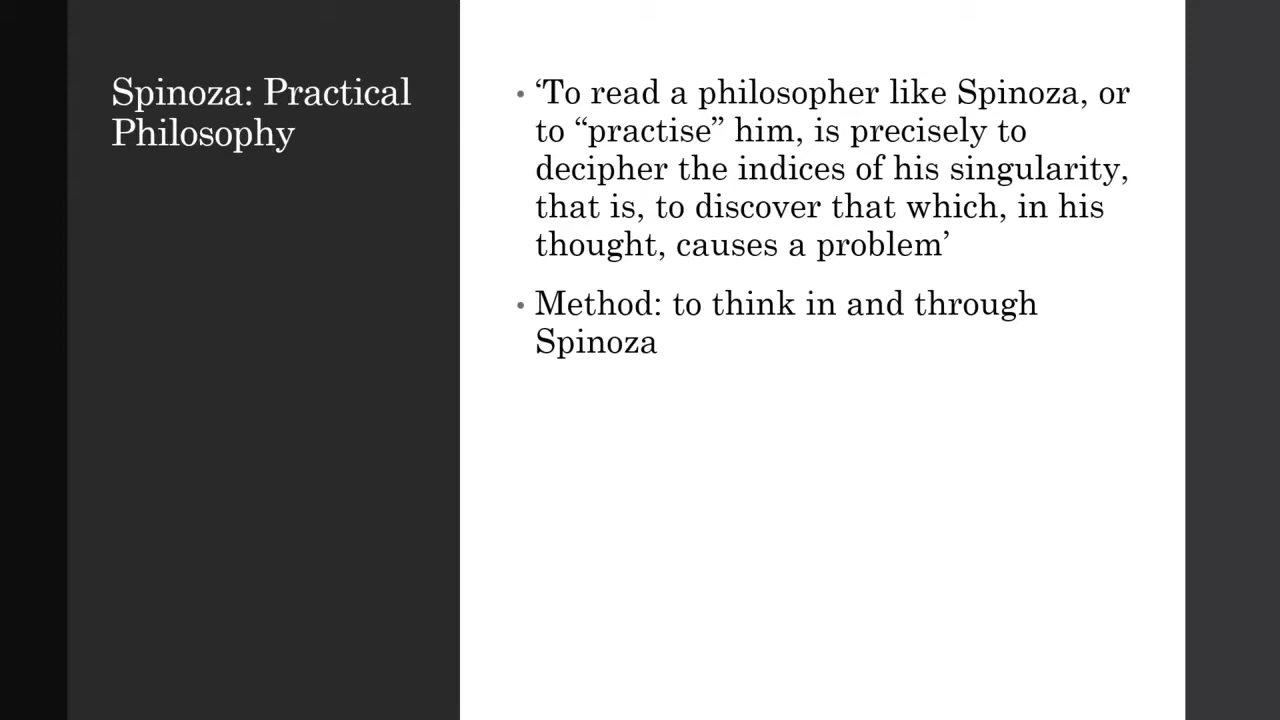 Spinoza: Practical
Philosophy
• ‘To read a philosopher like Spinoza, or
to “practise” him, is precisely to
decipher the indices of his singularity,
that is, to discover that which, in his
thought, causes a problem’
• Method: to think in and through
Spinoza